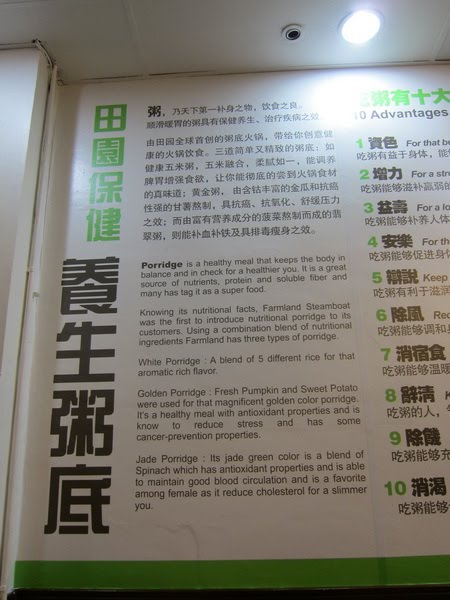 田園保健
養生粥底
粥，乃天下第一补身之物，饮食之良。
顺滑暖胃的粥具有保健养生、治疗疾病之效。
由田园全球首创的粥底火锅，带给你创意健
康的火锅饮食。三道简单又精致的粥底：如
健康五米粥，五米融合，柔腻如一，能调养
脾胃增强食欲，让你能彻底的尝到火锅食材
的真味道；黄金粥，由含钴丰富的金瓜和抗癌
性强的甘薯熬制，具抗癌、抗氧化、舒缓压力
之效；而由富有营养成分的菠菜熬制而成的翡
翠粥，则能补血补铁及具排毒瘦身之效。
Porridge is a healthy meal that keeps the body in
balance and in check for a healthier you. It is a great
source of nutrients, protein and soluble fiber and
many has tag it as a super food.
Knowing its nutritional facts, Farmland Steamboat
was the first to introduce nutritional porridge to its
customers. Using a combination blend of nutritional
ingredients Farmland has three types of porridge.
White Porridge : A blend of 5 different rice for that
aromatic rich flavor.
Golden Porridge : Fresh Pumpkin and Sweet Potato
were used for that magnificent golden color porridge.
It's a healthy meal with antioxidant properties and is
know to reduce stress and has some
cancer-prevention properties.
Jade Porridge : Its jade green color is a blend of
Spinach which has antioxidant properties and is able
to maintain good blood circulation and is a favorite
among female as it reduce cholesterol for a slimmer
you.
粥有十大
10 Advantages
1 資色 For that be
吃粥有益于身体，能
2 增力 For a stro
吃粥能够滋补羸弱的
3 益壽 For a lo
吃粥能够补养人体
4 安樂 For the
吃粥能够促进身体
5 辯說 Keep
吃粥有利于滋润
6 除風 Red
吃粥能够调和身
7 消宿食
吃粥能够温暖
8 辭清 K
吃粥的人，气
9 除饑
吃粥能够充
10 消渴
吃粥能够